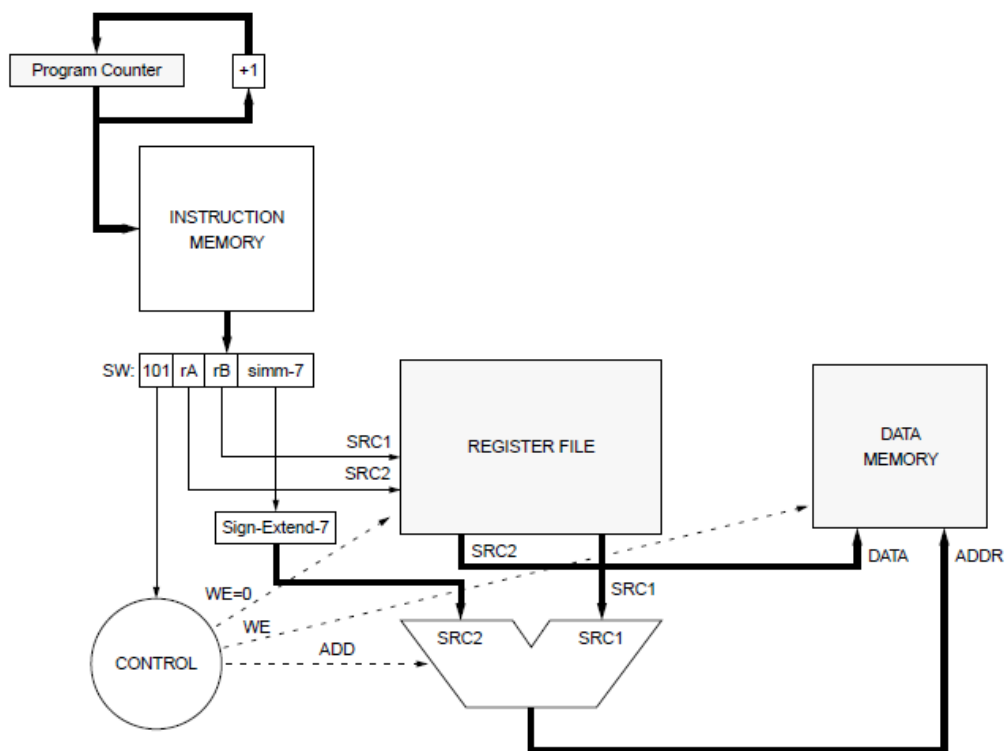 Program Counter
+1
INSTRUCTION
MEMORY
SW: 101 rA rB simm-7
SRC1
SRC2
REGISTER FILE
DATA
MEMORY
Sign-Extend-7
SRC2
DATA
ADDR
SRC1
WE=0
WE
ADD
CONTROL
SRC2
SRC1